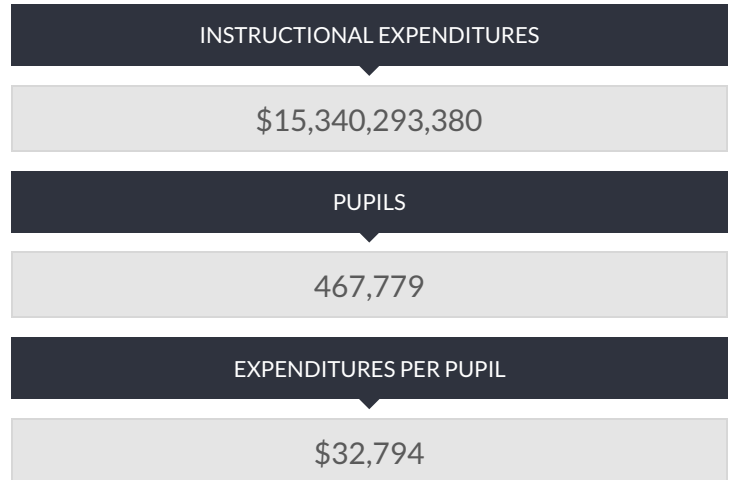 INSTRUCTIONAL EXPENDITURES
$15,340,293,380
PUPILS
467,779
EXPENDITURES PER PUPIL
$32,794